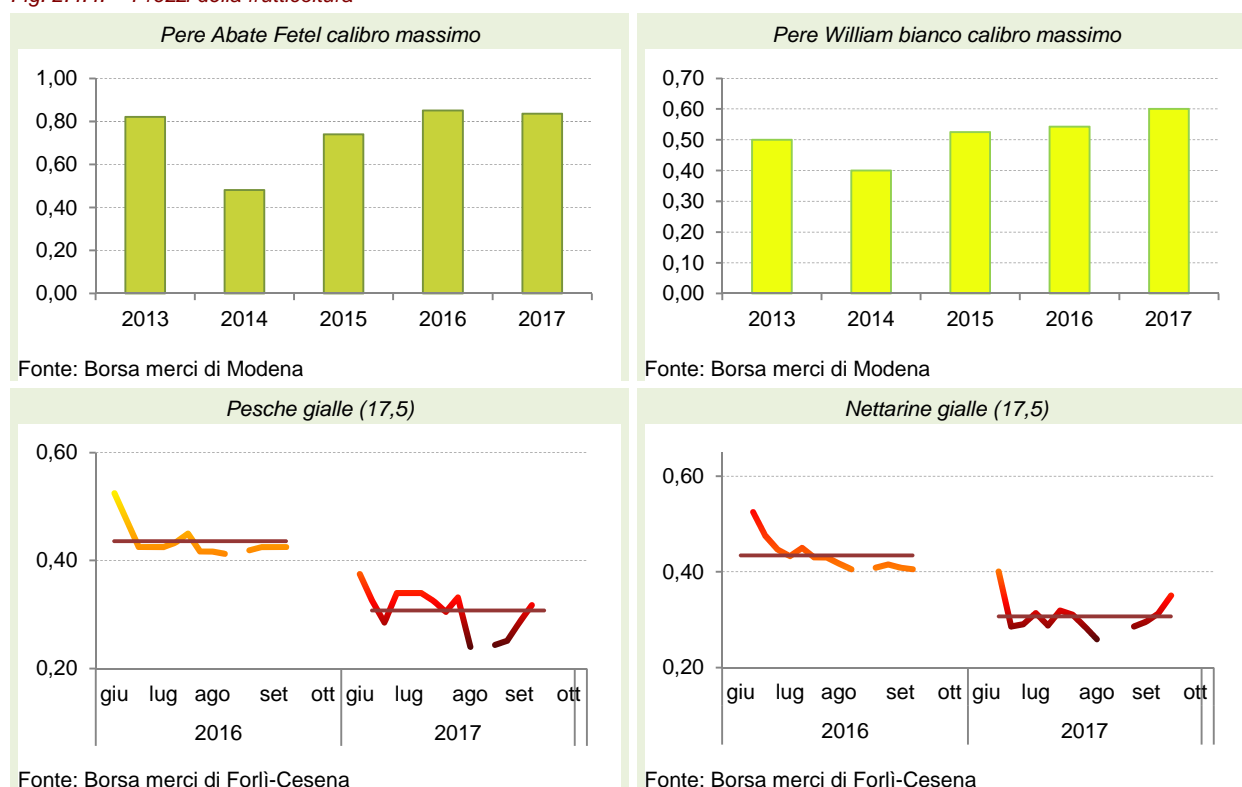 Prezzi della frutticoltura
Pere Abate Fetel calibro massimo
1,00
0,80
0,60
0,40
0,20
0,00
2013 2014 2015 2016 2017
Fonte: Borsa merci di Modena
Pere William bianco calibro massimo
0,70
0,60
0,50
0,40
0,30
0,20
0,10
0,00
2013 2014 2015 2016 2017
Fonte: Borsa merci di Modena
Pesche gialle (17,5)
0,60
0,40
0,20
giu lug ago set ott giu lug ago set ott
2016 2017
Fonte: Borsa merci di Forlì-Cesena
Nettarine gialle (17,5)
0,60
0,40
0,20
giu lug ago set ott giu lug ago set ott
2016 2017
Fonte: Borsa merci di Forlì-Cesena